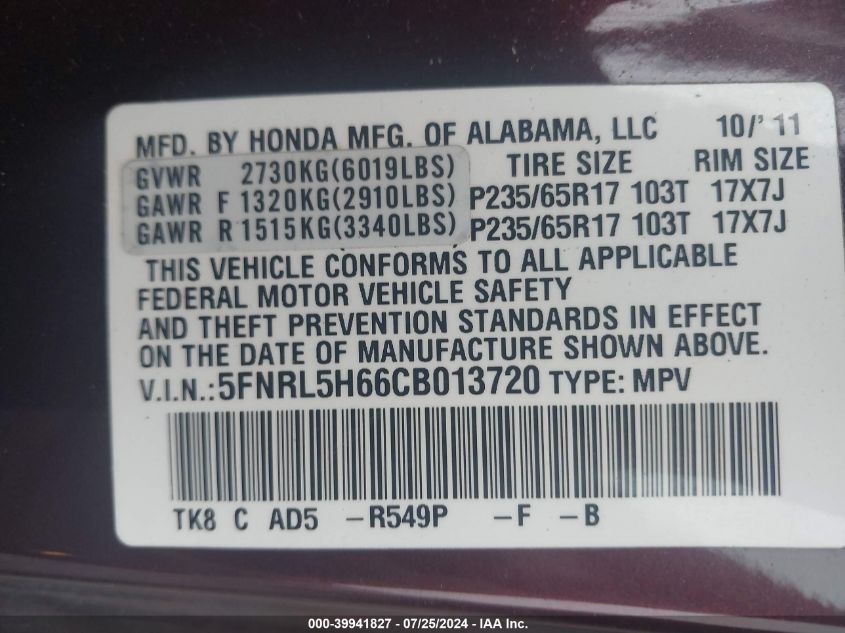 MFD. BY HONDA MFG. OF ALABAMA, LLC 10/'11
GVWR 2730KG(6019LBS) TIRE SIZE RIM SIZE
GAWR F 1320KG(2910LBS) P235/65R17 103T 17X7J
GAWR R 1515KG(3340LBS) P235/65R17 103T 17X7J
THIS VEHICLE CONFORMS TO ALL APPLICABLE
FEDERAL MOTOR VEHICLE SAFETY
AND THEFT PREVENTION STANDARDS IN EFFECT
ON THE DATE OF MANUFACTURE SHOWN ABOVE.
V.I.N.: 5FNRL5H66CB013720 TYPE: MPV
TK8 C AD5 -R549P -F -B
000-39941827 - 07/25/2024 - IAA Inc.